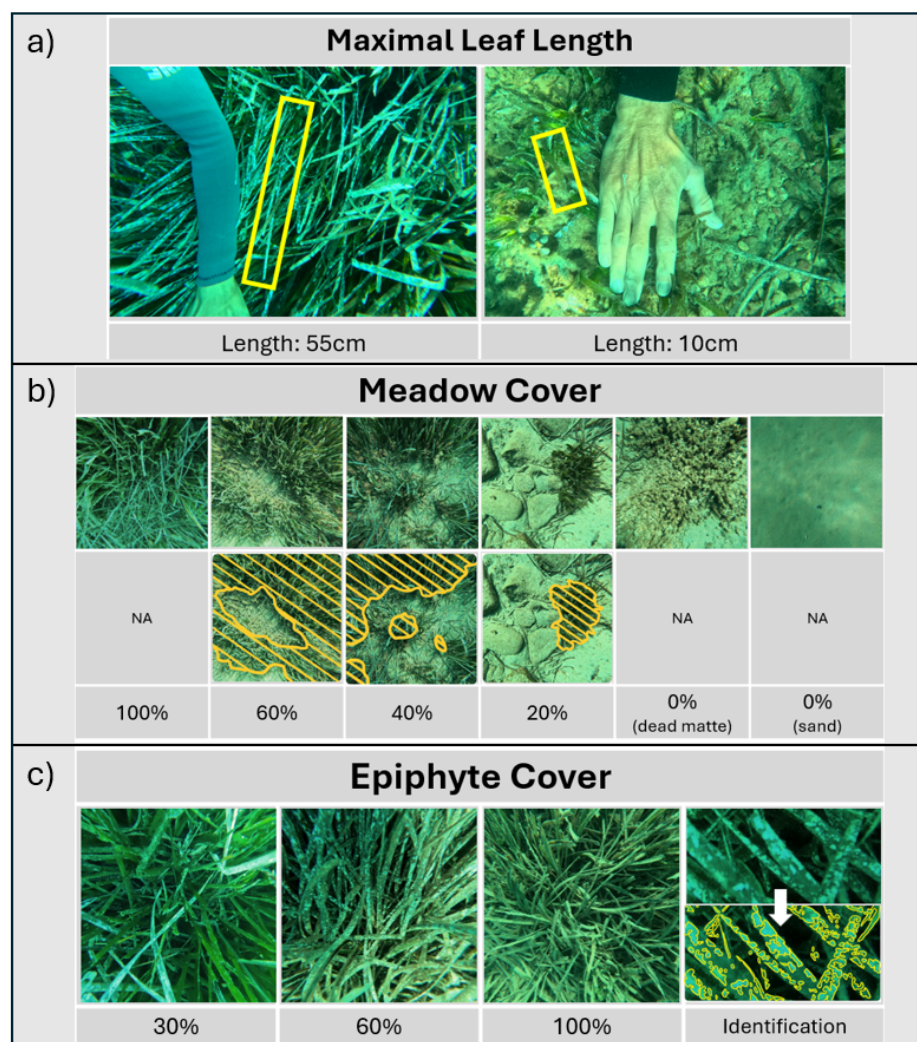 a)
Maximal Leaf Length
Length: 55cm
Length: 10cm
b)
Meadow Cover
NA
NA
NA
100%
60%
40%
20%
0%
(dead matte)
0%
(sand)
c)
Epiphyte Cover
30%
60%
100%
Identification